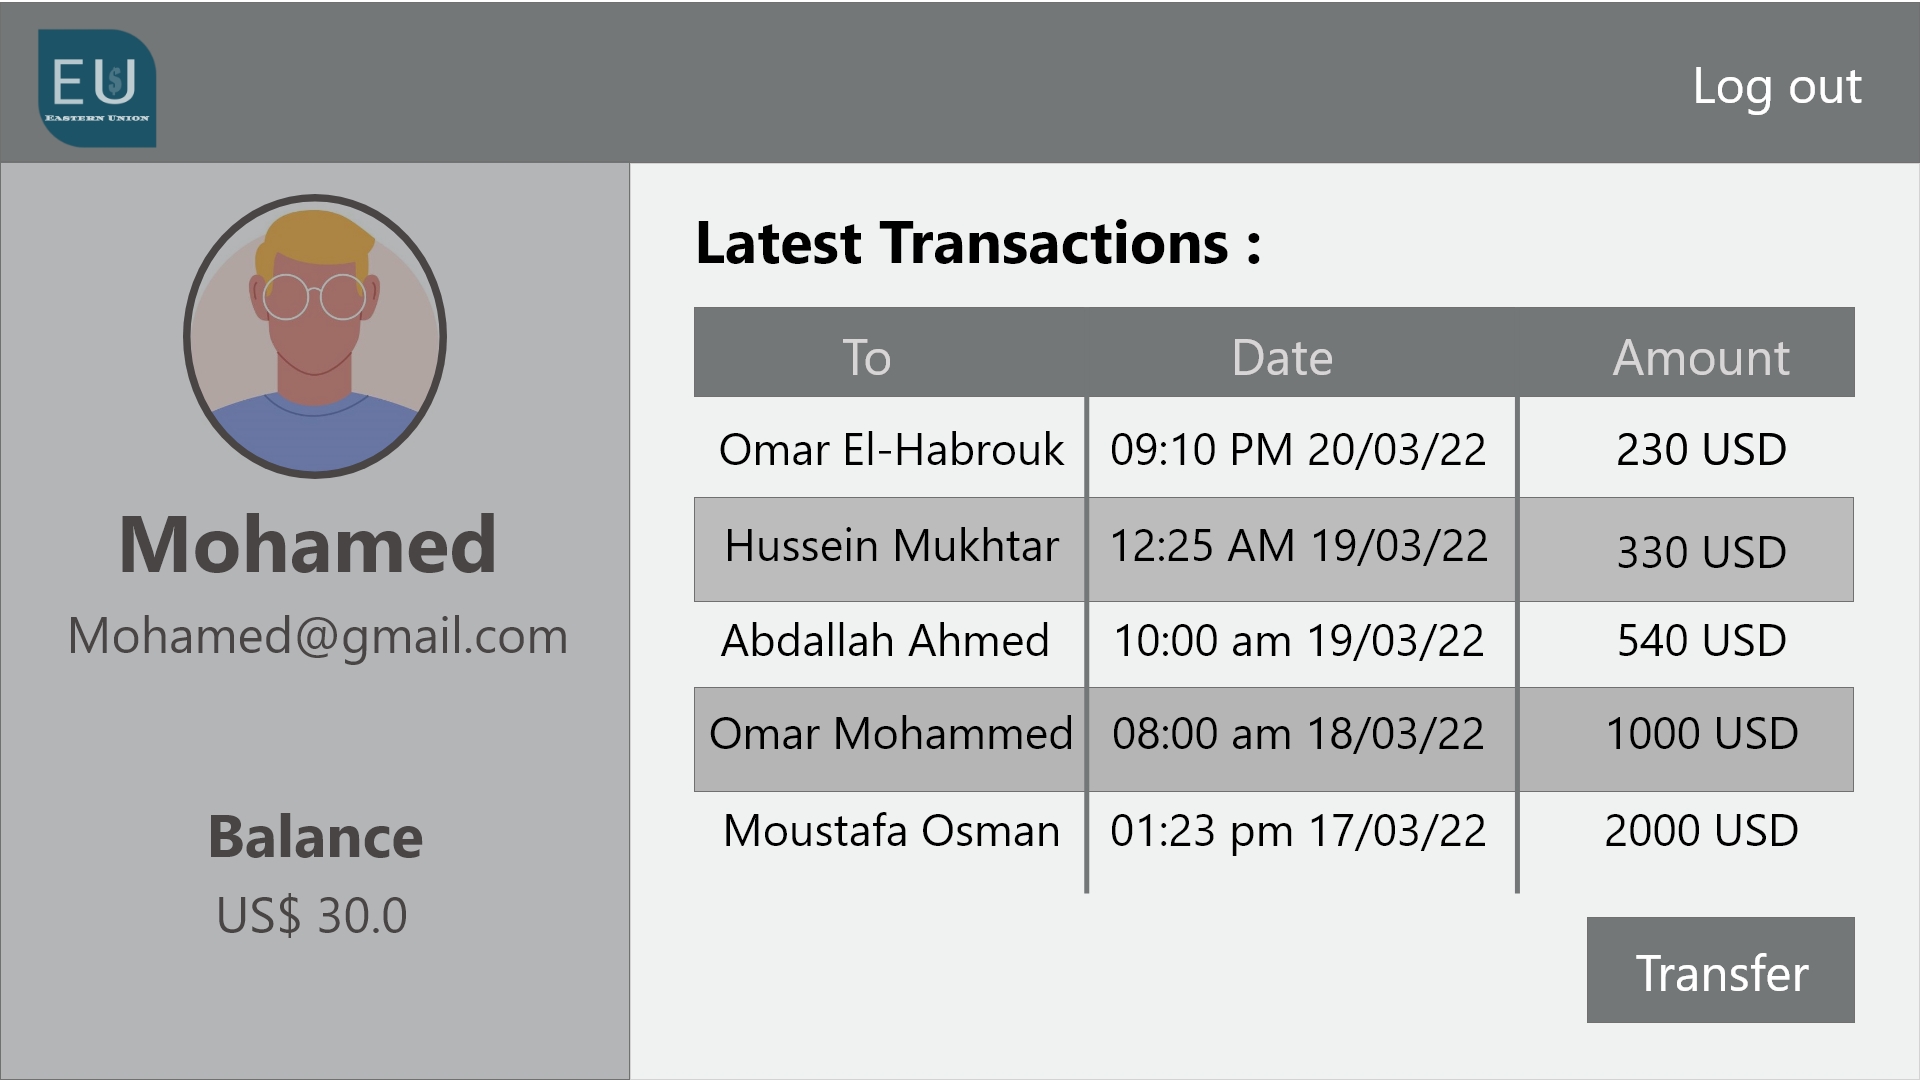 EU
$
EASTERN UNION
Log out
Mohamed
Mohamed@gmail.com
Balance
US$ 30.0
Latest Transactions :
To Date Amount
Omar El-Habrouk 09:10 PM 20/03/22 230 USD
Hussein Mukhtar 12:25 AM 19/03/22 330 USD
Abdallah Ahmed 10:00 am 19/03/22 540 USD
Omar Mohammed 08:00 am 18/03/22 1000 USD
Moustafa Osman 01:23 pm 17/03/22 2000 USD
Transfer